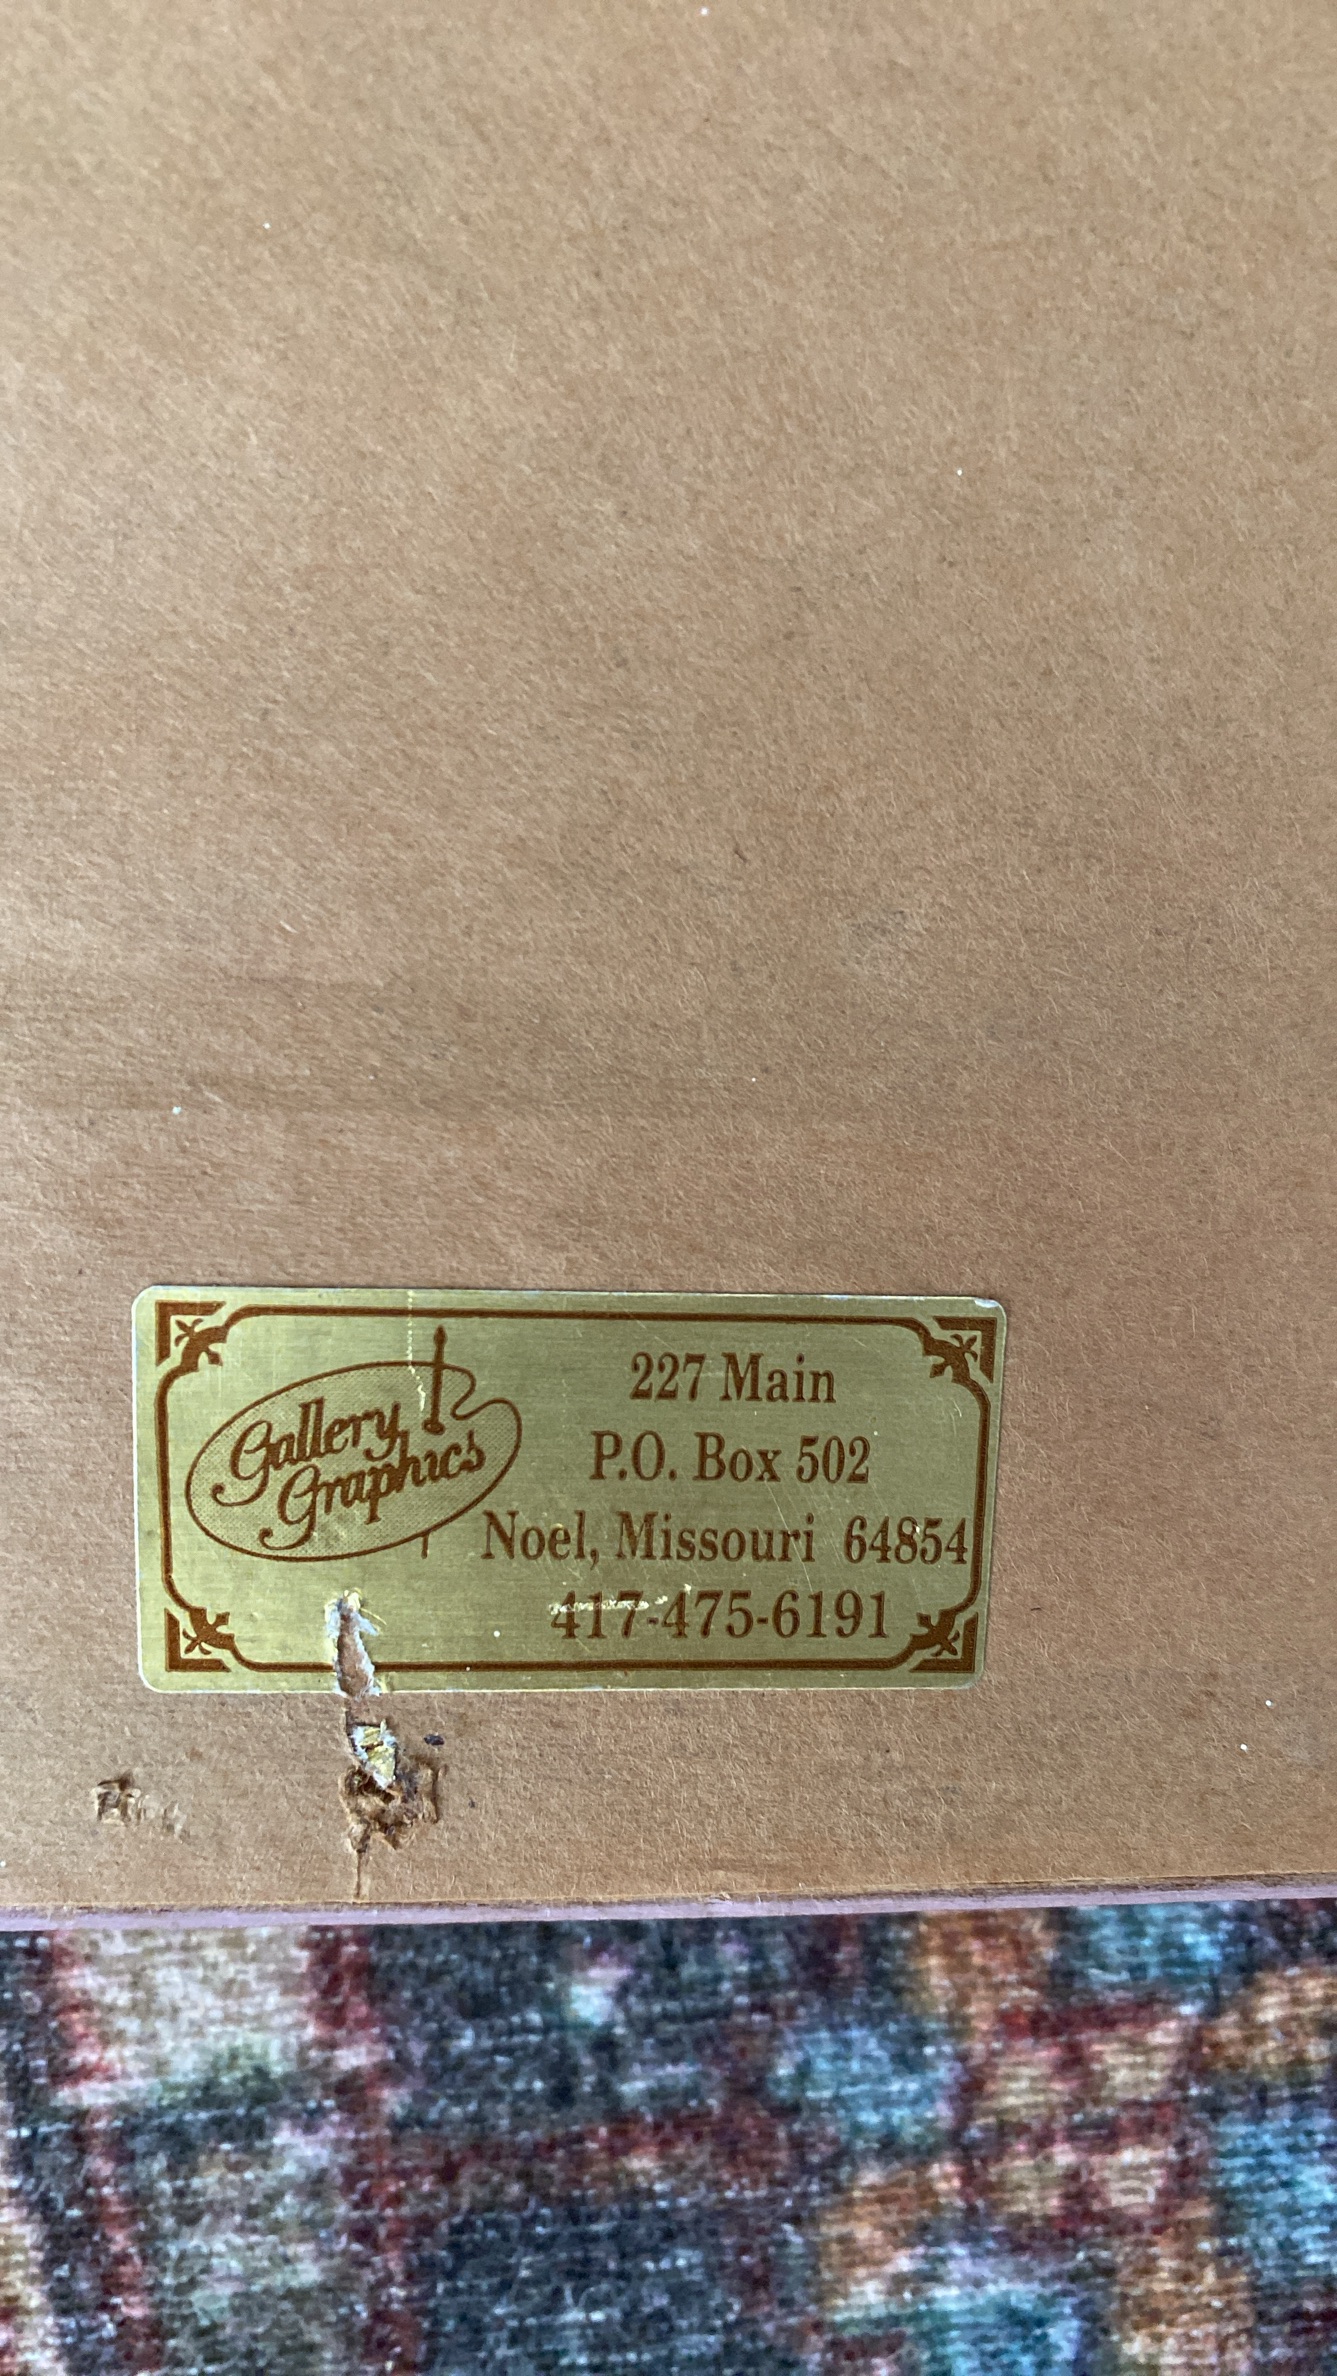 Gallery
Graphics
227 Main
P.O. Box 502
Noel, Missouri 64854
417-475-6191